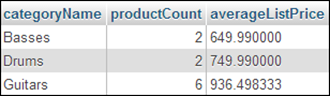 categoryName productCount averageListPrice
Basses 2 649.990000
Drums 2 749.990000
Guitars 6 936.498333